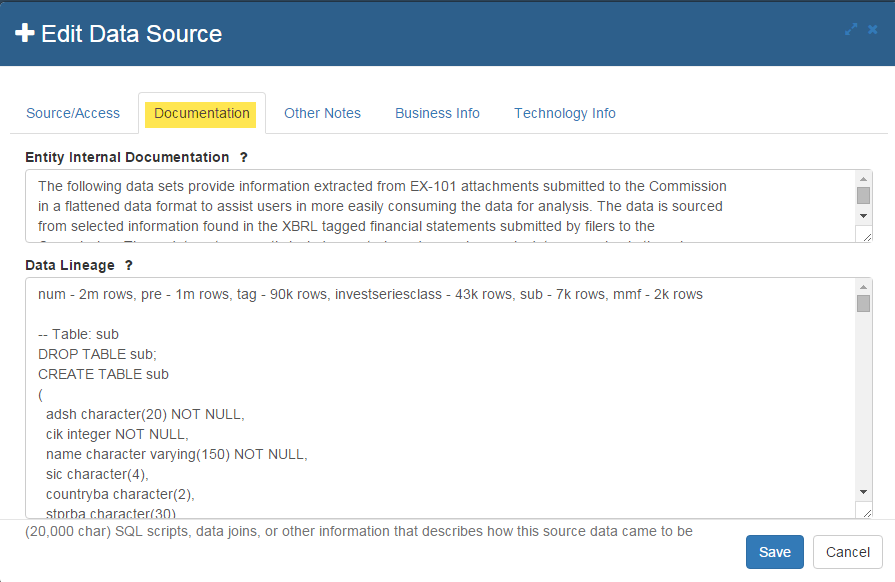 Edit Data Source
Source/Access Documentation Other Notes Business Info Technology Info
Entity Internal Documentation ?
The following data sets provide information extracted from EX-101 attachments submitted to the Commission
in a flattened data format to assist users in more easily consuming the data for analysis. The data is sourced
from selected information found in the XBRL tagged financial statements submitted by filers to the
Data Lineage ?
num - 2m rows, pre - 1m rows, tag - 90k rows, investseriesclass - 43k rows, sub - 7k rows, mmf - 2k rows
-- Table: sub
DROP TABLE sub;
CREATE TABLE sub
(
adsh character(20) NOT NULL,
cik integer NOT NULL,
name character varying(150) NOT NULL,
sic character(4),
countryba character(2),
stprba character(30)
(20,000 char) SQL scripts, data joins, or other information that describes how this source data came to be
Save Cancel